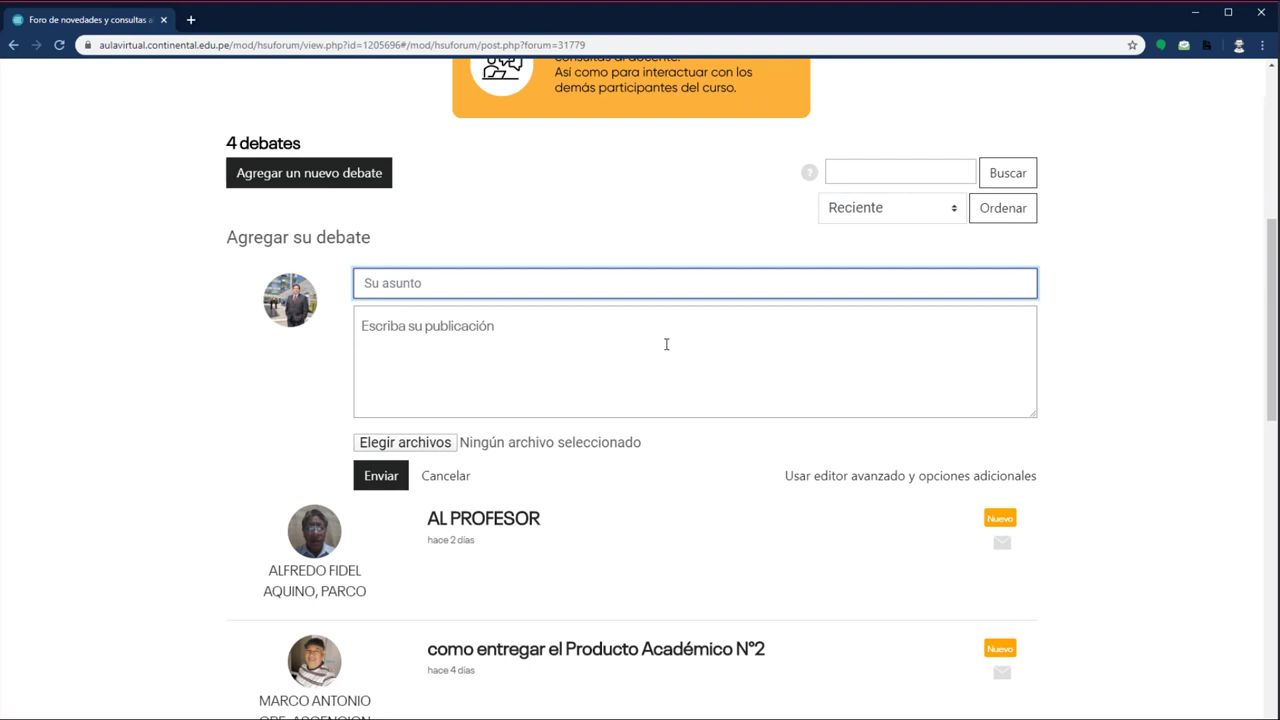 Foro de novedades y consultas a
aulavirtual.continental.edu.pe/mod/hsuforum/view.php?id=1205696#/mod/hsuforum/post.php?forum=31779
consultas al docente.
Así como para interactuar con los
demás participantes del curso.
4 debates
Agregar un nuevo debate
?
Buscar
Reciente
Ordenar
Agregar su debate
Su asunto
Escriba su publicación
Elegir archivos Ningún archivo seleccionado
Enviar Cancelar Usar editor avanzado y opciones adicionales
AL PROFESOR
Nuevo
hace 2 días
ALFREDO FIDEL
AQUINO, PARCO
como entregar el Producto Académico N°2
Nuevo
hace 4 días
MARCO ANTONIO